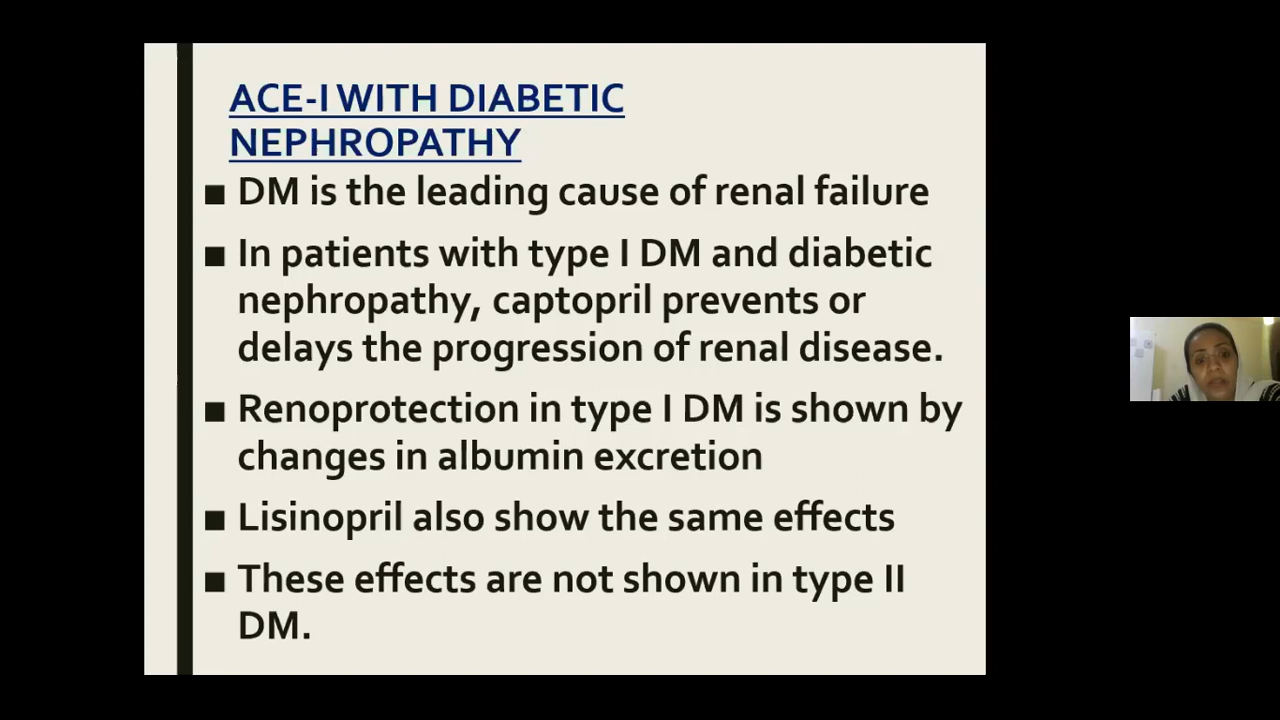 ACE-I WITH DIABETIC
NEPHROPATHY
■ DM is the leading cause of renal failure
■ In patients with type I DM and diabetic
nephropathy, captopril prevents or
delays the progression of renal disease.
■ Renoprotection in type I DM is shown by
changes in albumin excretion
■ Lisinopril also show the same effects
■ These effects are not shown in type II
DM.